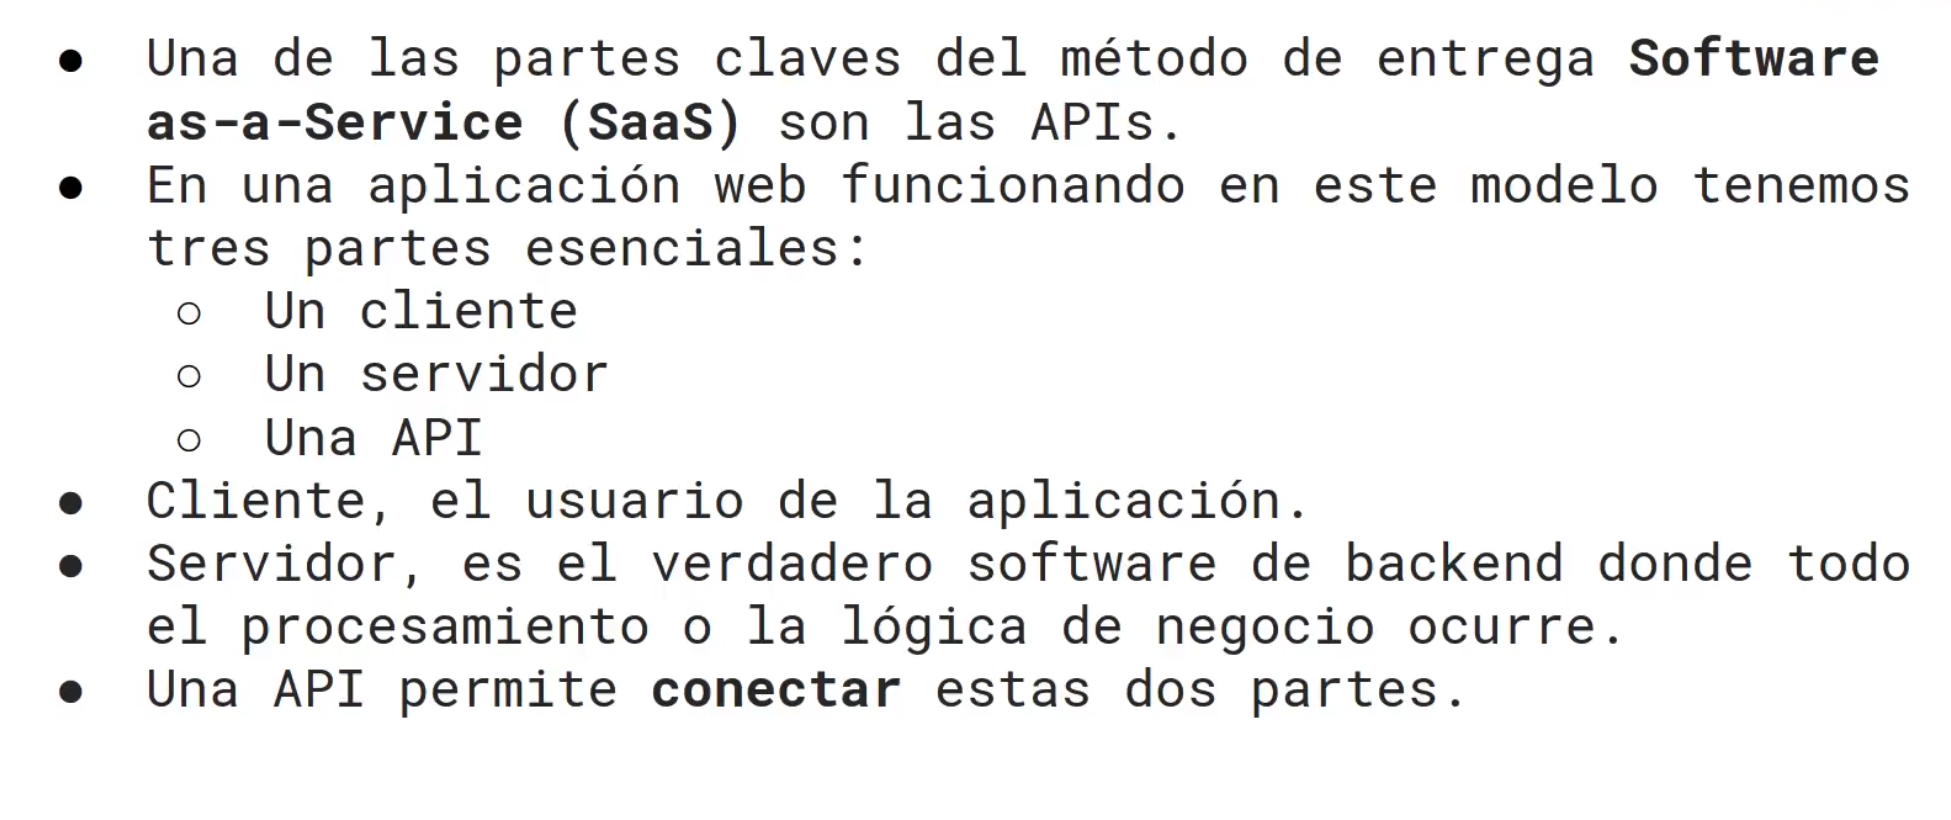 ● Una de las partes claves del método de entrega Software
as-a-Service (SaaS) son las APIs.
● En una aplicación web funcionando en este modelo tenemos
tres partes esenciales:
○ Un cliente
○ Un servidor
○ Una API
● Cliente, el usuario de la aplicación.
● Servidor, es el verdadero software de backend donde todo
el procesamiento o la lógica de negocio ocurre.
● Una API permite conectar estas dos partes.